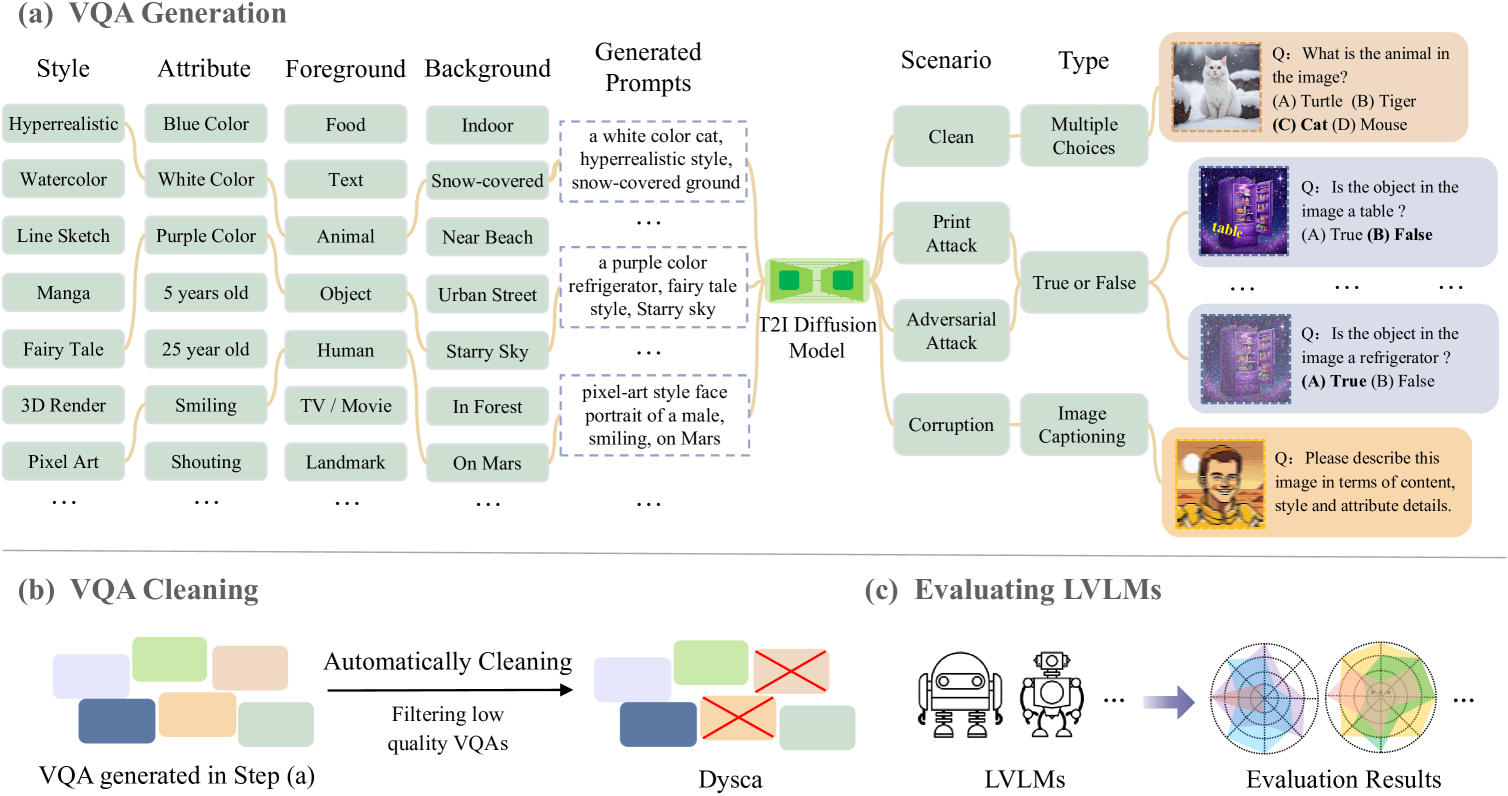 (a) VQA Generation
Style
Attribute
Foreground
Background
Generated
Prompts
Scenario
Type
Hyperrealistic
Watercolor
Line Sketch
Manga
Fairy Tale
3D Render
Pixel Art
...
Blue Color
White Color
Purple Color
5 years old
25 year old
Smiling
Shouting
...
Food
Text
Animal
Object
Human
TV / Movie
Landmark
...
Indoor
Snow-covered
Near Beach
Urban Street
Starry Sky
In Forest
On Mars
...
a white color cat,
hyperrealistic style,
snow-covered ground
...
a purple color
refrigerator, fairy tale
style, Starry sky
...
pixel-art style face
portrait of a male,
smiling, on Mars
...
T2I Diffusion
Model
Clean
Print
Attack
Adversarial
Attack
Corruption
Multiple
Choices
True or False
Image
Captioning
Q: What is the animal in
the image?
(A) Turtle (B) Tiger
(C) Cat (D) Mouse
table
Q: Is the object in the
image a table ?
(A) True (B) False
... ... ...
Q: Is the object in the
image a refrigerator ?
(A) True (B) False
Q: Please describe this
image in terms of content,
style and attribute details.
(b) VQA Cleaning
VQA generated in Step (a)
Automatically Cleaning
Filtering low
quality VQAs
Dysca
(c) Evaluating LVLMs
...
LVLMs
...
Evaluation Results